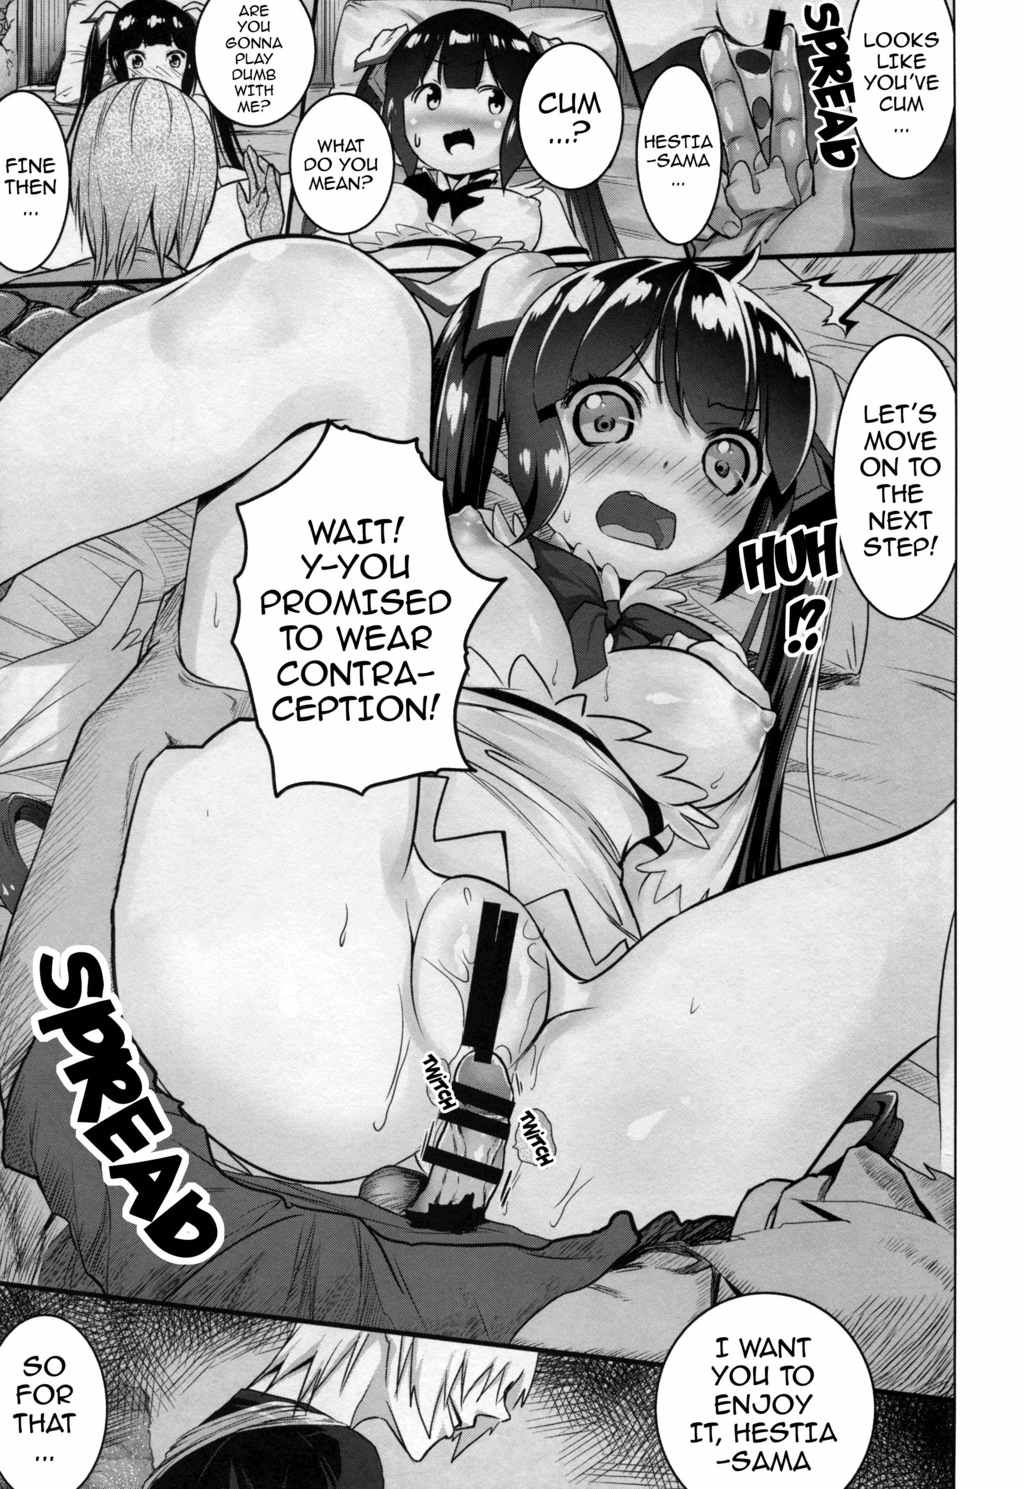 LOOKS
LIKE
YOU'VE
CUM
...
SPREAD
HESTIA
-SAMA
...
CUM
...?
WHAT
DO YOU
MEAN?
ARE
YOU
GONNA
PLAY
DUMB
WITH
ME?
FINE
THEN
...
LET'S
MOVE
ON TO
THE
NEXT
STEP!
HUH
!?
WAIT!
Y-YOU
PROMISED
TO WEAR
CONTRA-
CEPTION!
TWITCH
TWITCH
SPREAD
I WANT
YOU TO
ENJOY
IT, HESTIA
-SAMA
SO
FOR
THAT
...